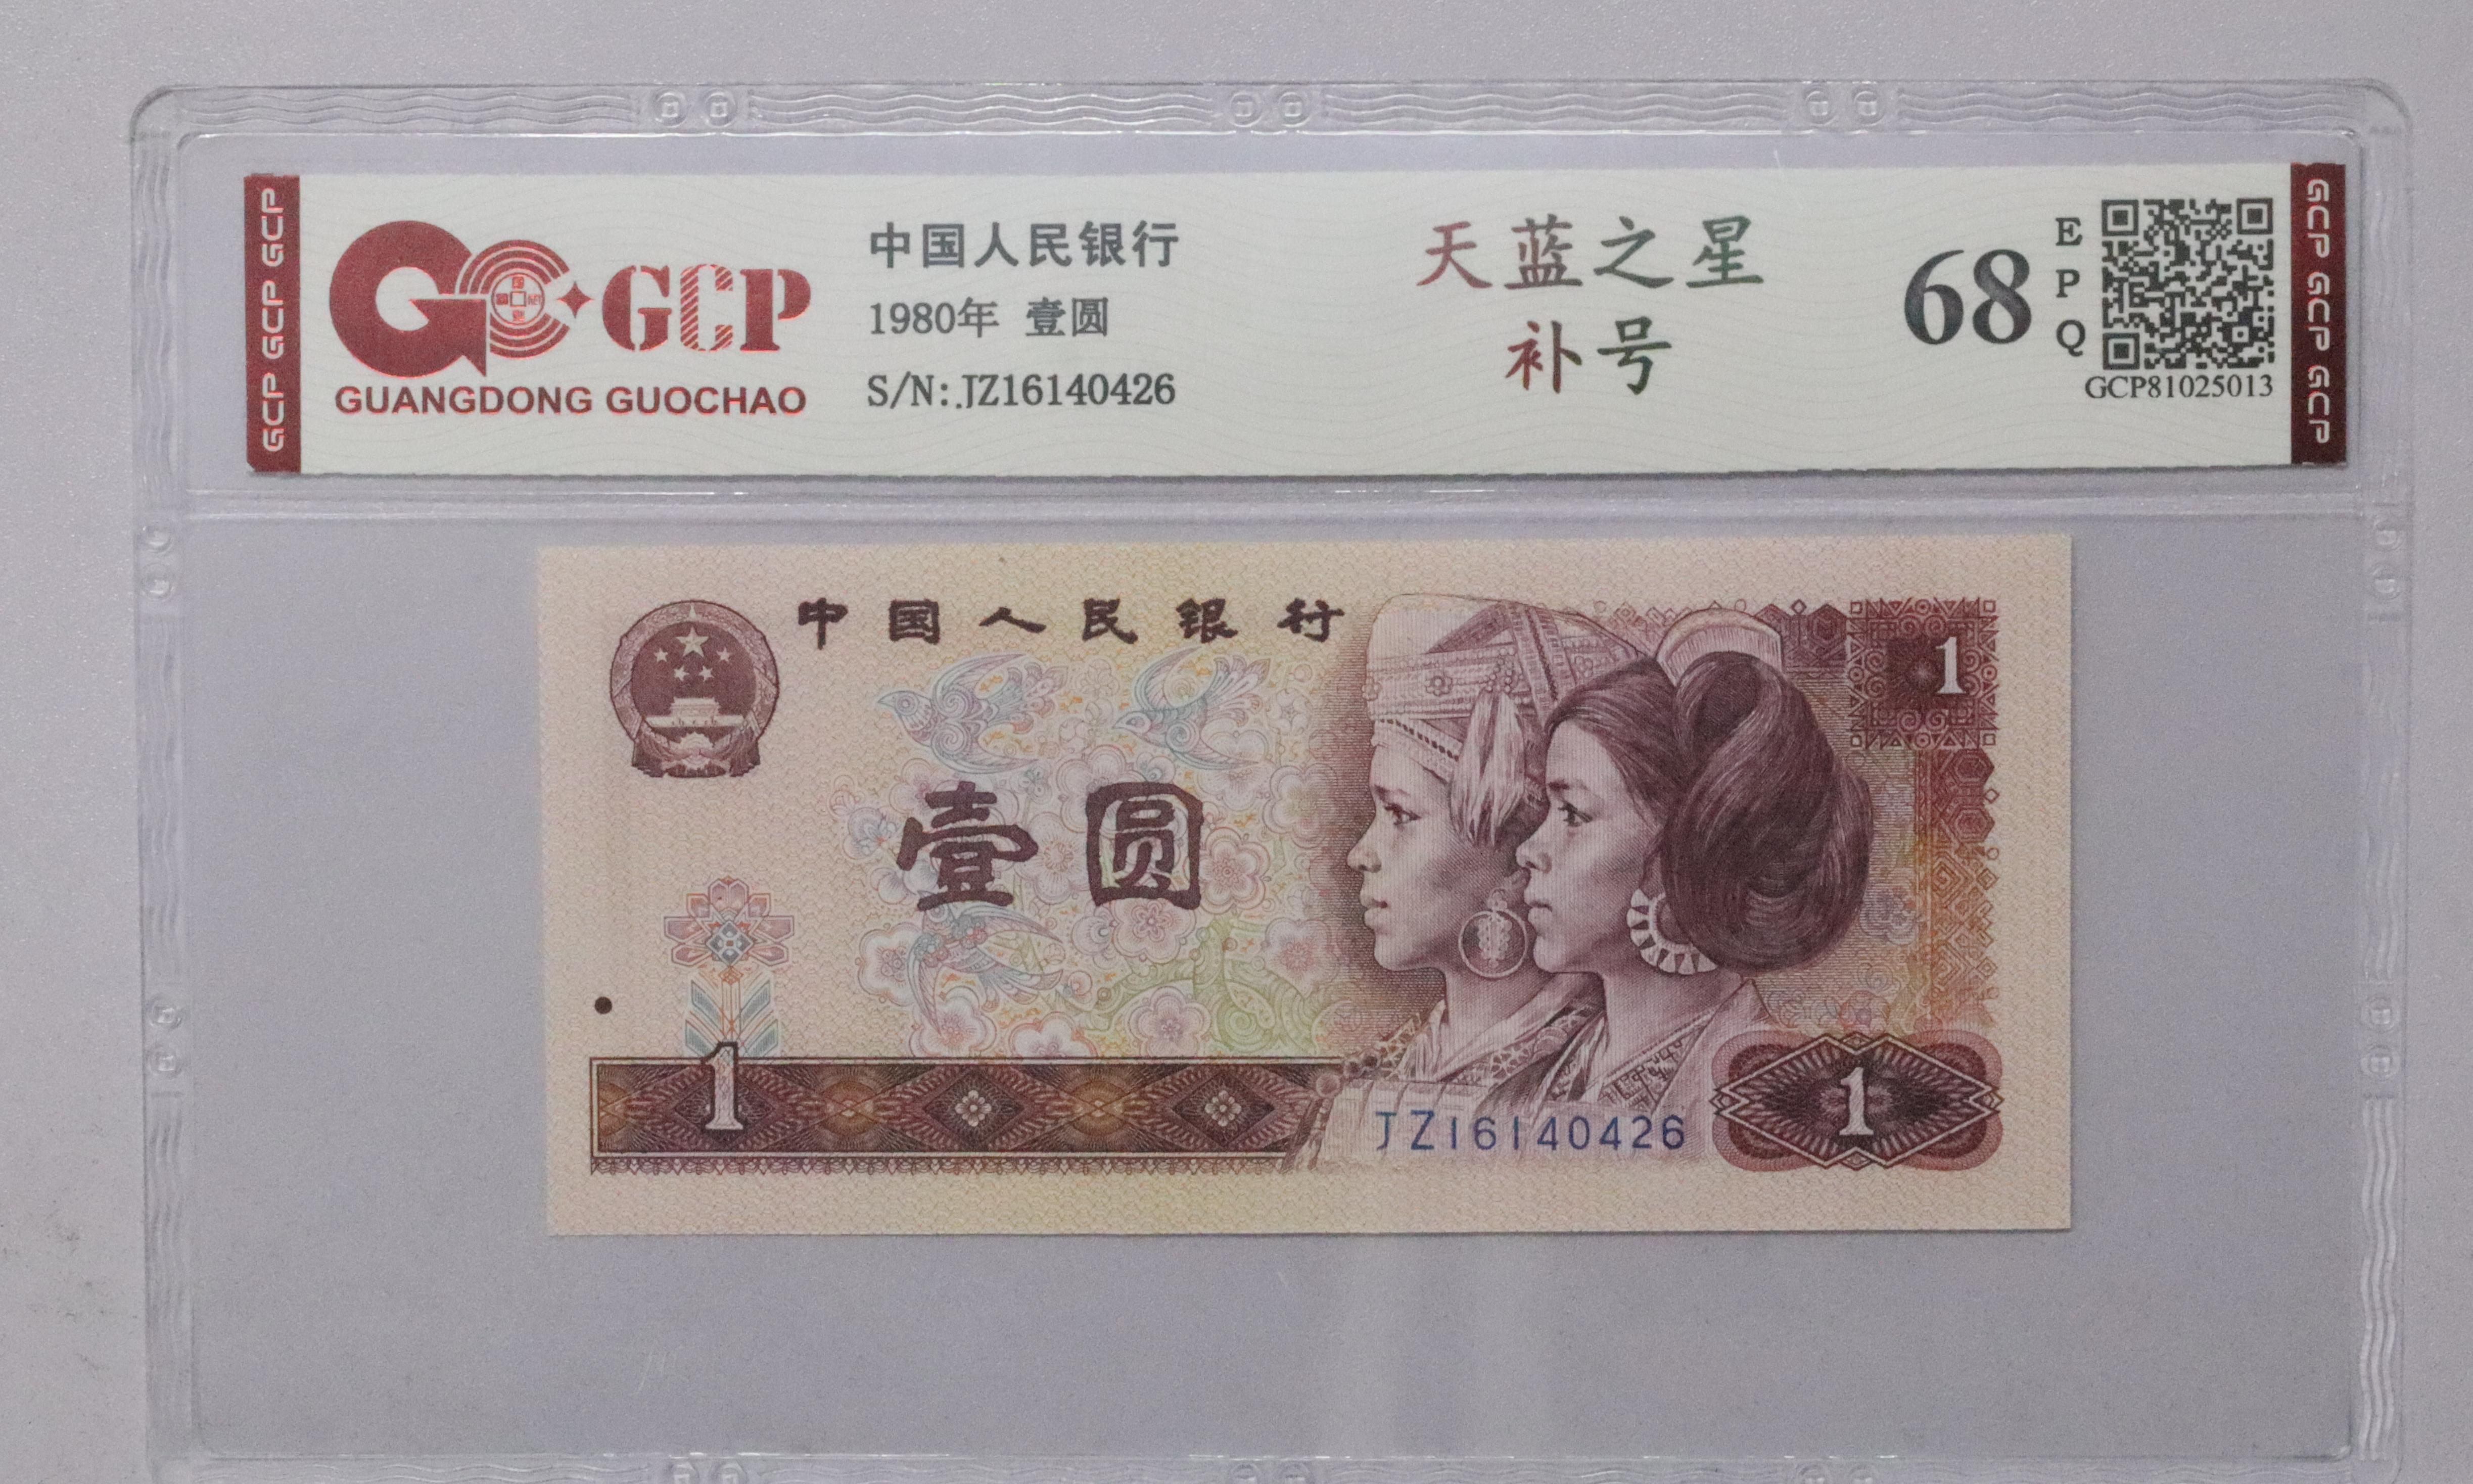 GCP GCP GCP
GCP
GUANGDONG GUOCHAO
中国人民银行
1980年 壹圆
S/N:JZ16140426
天蓝之星
补号
68
E
P
Q
GCP81025013
GCP GCP GCP
中国人民银行
1
壹圆
1
JZ16140426
1